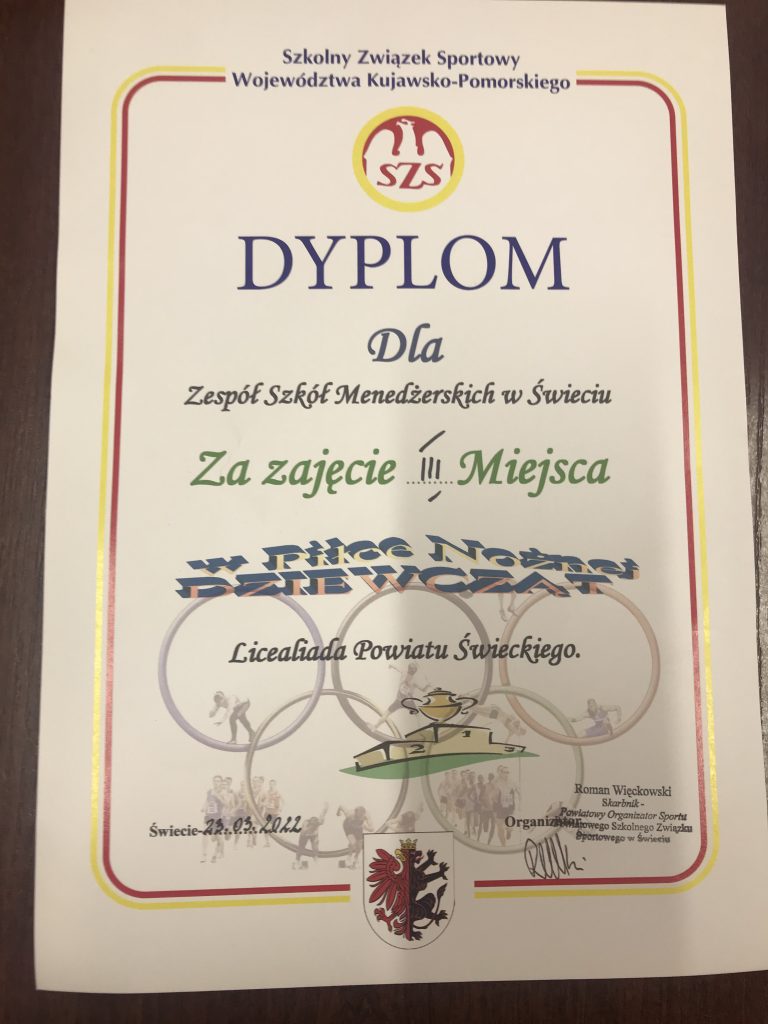 Szkolny Związek Sportowy
Województwa Kujawsko-Pomorskiego
SZS
DYPLOM
Dla
Zespół Szkół Menedżerskich w Świeciu
Za zajęcie III Miejsca
w Piłce Nożnej
DZIEWCZĄT
Licealiada Powiatu Świeckiego.
1 2 3
Roman Więckowski
Skarbnik -
Powiatowy Organizator Sportu
Świecie 23.03.2022
Organizator
Powiatowego Szkolnego Związku
Sportowego w Świeciu